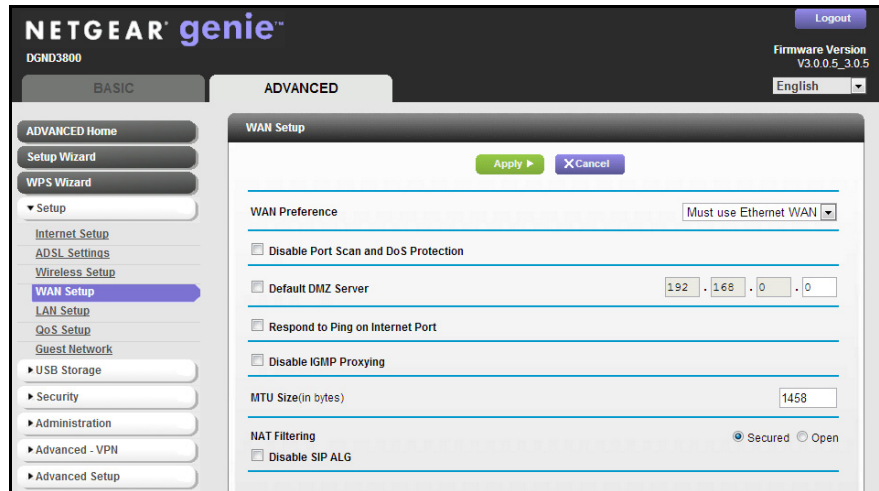 NETGEAR® genie™
Logout
DGND3800
Firmware Version
V3.0.0.5_3.0.5
BASIC
ADVANCED
English
ADVANCED Home
Setup Wizard
WPS Wizard
Setup
Internet Setup
ADSL Settings
Wireless Setup
WAN Setup
LAN Setup
QoS Setup
Guest Network
USB Storage
Security
Administration
Advanced - VPN
Advanced Setup
WAN Setup
Apply
X Cancel
WAN Preference Must use Ethernet WAN
Disable Port Scan and DoS Protection
Default DMZ Server 192 . 168 . 0 . 0
Respond to Ping on Internet Port
Disable IGMP Proxying
MTU Size(in bytes) 1458
NAT Filtering Secured Open
Disable SIP ALG